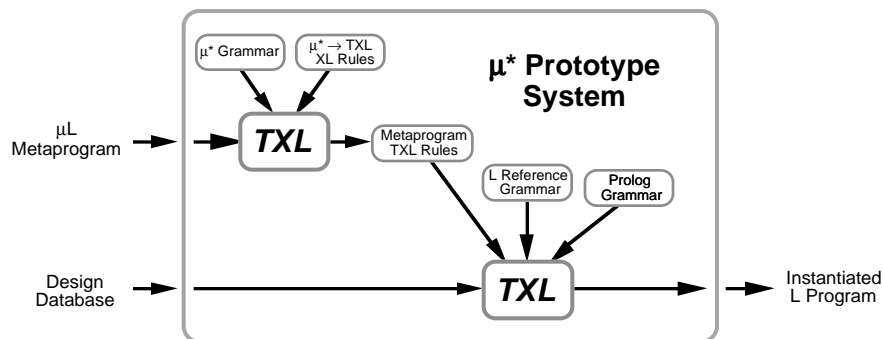 μ* Grammar
μ* → TXL
XL Rules
μ* Prototype
System
μL
Metaprogram
TXL
Metaprogram
TXL Rules
L Reference
Grammar
Prolog
Grammar
Design
Database
TXL
Instantiated
L Program